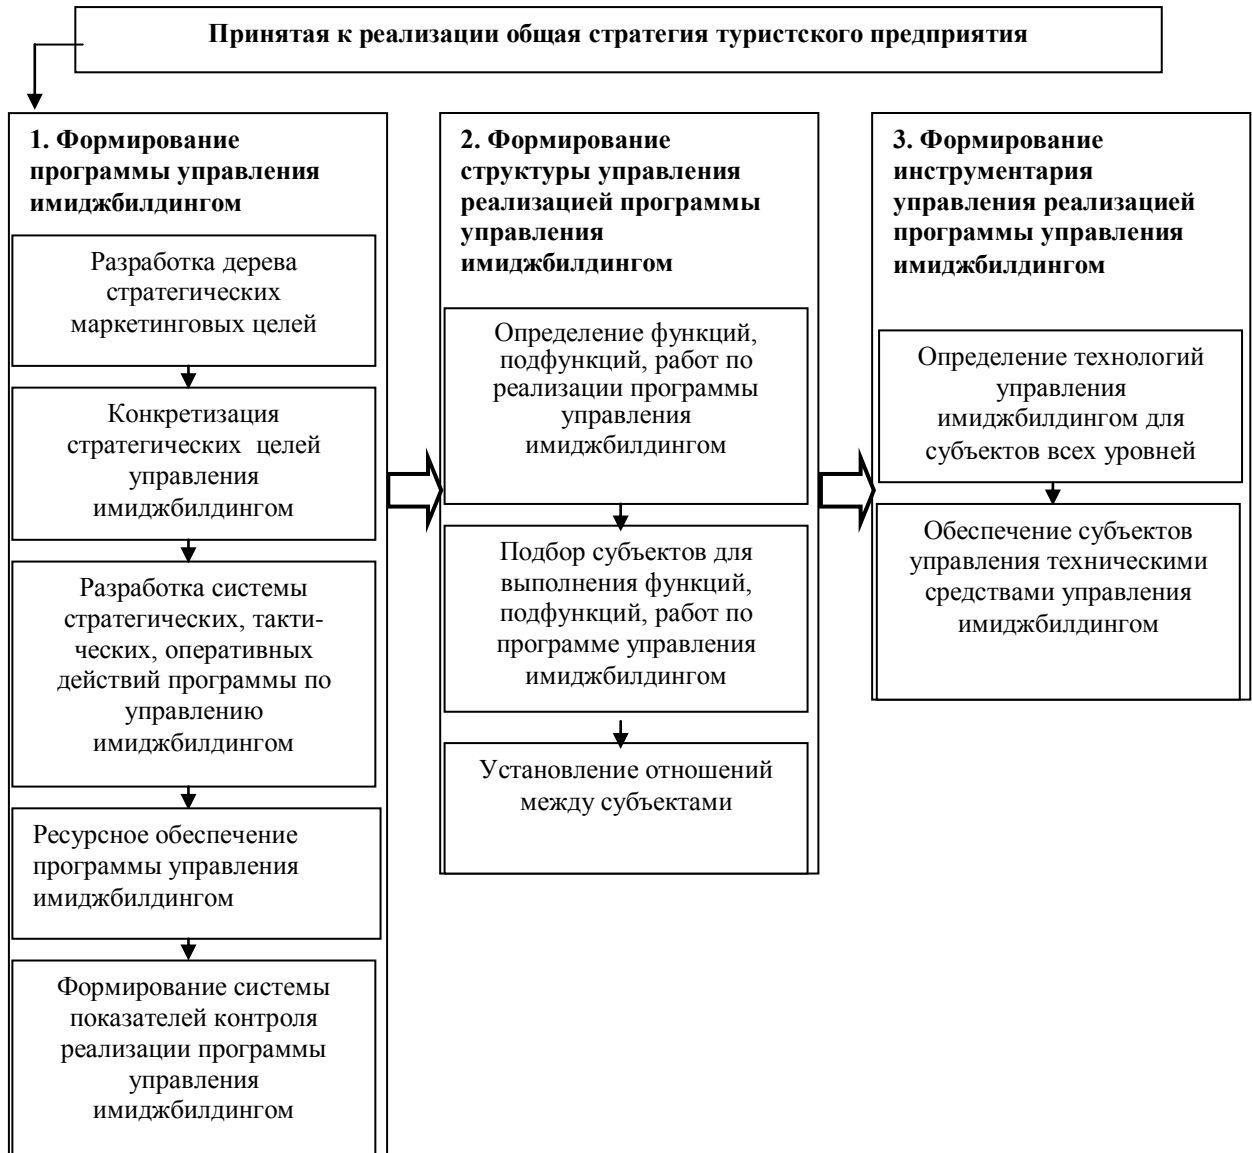 Принятая к реализации общая стратегия туристского предприятия
1. Формирование
программы управления
имиджбилдингом
Разработка дерева
стратегических
маркетинговых целей
Конкретизация
стратегических целей
управления
имиджбилдингом
Разработка системы
стратегических, такти-
ческих, оперативных
действий программы по
управлению
имиджбилдингом
Ресурсное обеспечение
программы управления
имиджбилдингом
Формирование системы
показателей контроля
реализации программы
управления
имиджбилдингом
2. Формирование
структуры управления
реализацией программы
управления
имиджбилдингом
Определение функций,
подфункций, работ по
реализации программы
управления
имиджбилдингом
Подбор субъектов для
выполнения функций,
подфункций, работ по
программе управления
имиджбилдингом
Установление отношений
между субъектами
3. Формирование
инструментария
управления реализацией
программы управления
имиджбилдингом
Определение технологий
управления
имиджбилдингом для
субъектов всех уровней
Обеспечение субъектов
управления техническими
средствами управления
имиджбилдингом